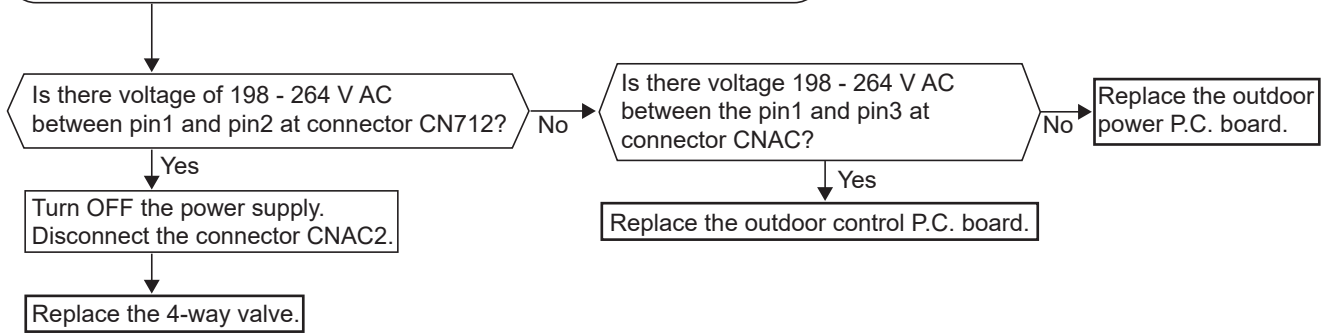 Is there voltage of 198 - 264 V AC
between pin1 and pin2 at connector CN712?
No
Is there voltage 198 - 264 V AC
between the pin1 and pin3 at
connector CNAC?
No
Replace the outdoor
power P.C. board.
Yes
Turn OFF the power supply.
Disconnect the connector CNAC2.
Yes
Replace the outdoor control P.C. board.
Replace the 4-way valve.